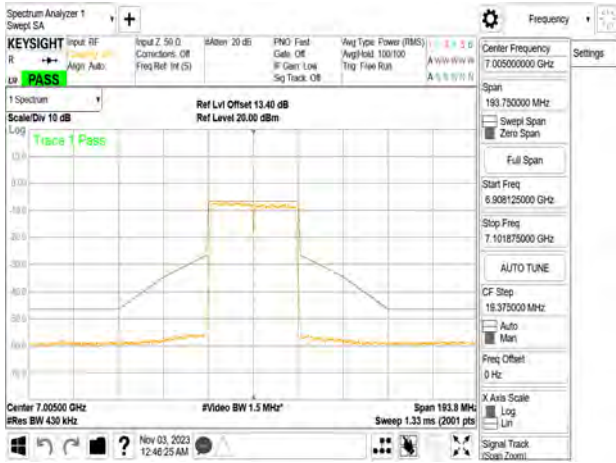 Spectrum Analyzer 1
Swept SA
+
Frequency
KEYSIGHT
R
PASS
Input: RF
Align: Auto
Input Z: 50 Ω
Corrections: Off
Freq Ref: Int (S)
#Atten: 20 dB
PNO: Fast
Gate: Off
IF Gain: Low
Sig Track: Off
Avg Type: Power (RMS)
Avg|Hold: 100/100
Trig: Free Run
1 Spectrum
Scale/Div 10 dB
Ref Lvl Offset 13.40 dB
Ref Level 20.00 dBm
Log
Trace 1 Pass
Center 7.00500 GHz
#Res BW 430 kHz
#Video BW 1.5 MHz*
Span 193.8 MHz
Sweep 1.33 ms (2001 pts)
Nov 03, 2023
12:46:25 AM
Center Frequency
7.005000000 GHz
Settings
Span
193.750000 MHz
Swept Span
Zero Span
Full Span
Start Freq
6.908125000 GHz
Stop Freq
7.101875000 GHz
AUTO TUNE
CF Step
19.375000 MHz
Auto
Man
Freq Offset
0 Hz
X Axis Scale
Log
Lin
Signal Track
(Span Zoom)